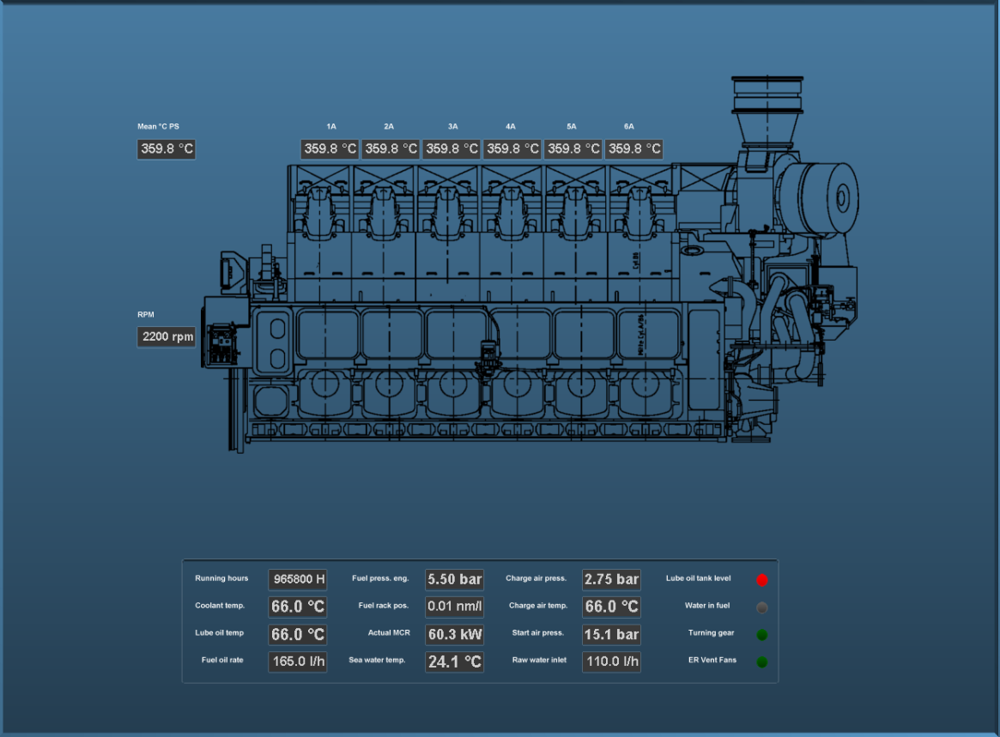 Mean °C PS 1A 2A 3A 4A 5A 6A
359.8 °C 359.8 °C 359.8 °C 359.8 °C 359.8 °C 359.8 °C 359.8 °C
RPM
2200 rpm
Running hours 965800 H Fuel press. eng. 5.50 bar Charge air press. 2.75 bar Lube oil tank level
Coolant temp. 66.0 °C Fuel rack pos. 0.01 nm/l Charge air temp. 66.0 °C Water in fuel
Lube oil temp 66.0 °C Actual MCR 60.3 kW Start air press. 15.1 bar Turning gear
Fuel oil rate 165.0 l/h Sea water temp. 24.1 °C Raw water inlet 110.0 l/h ER Vent Fans